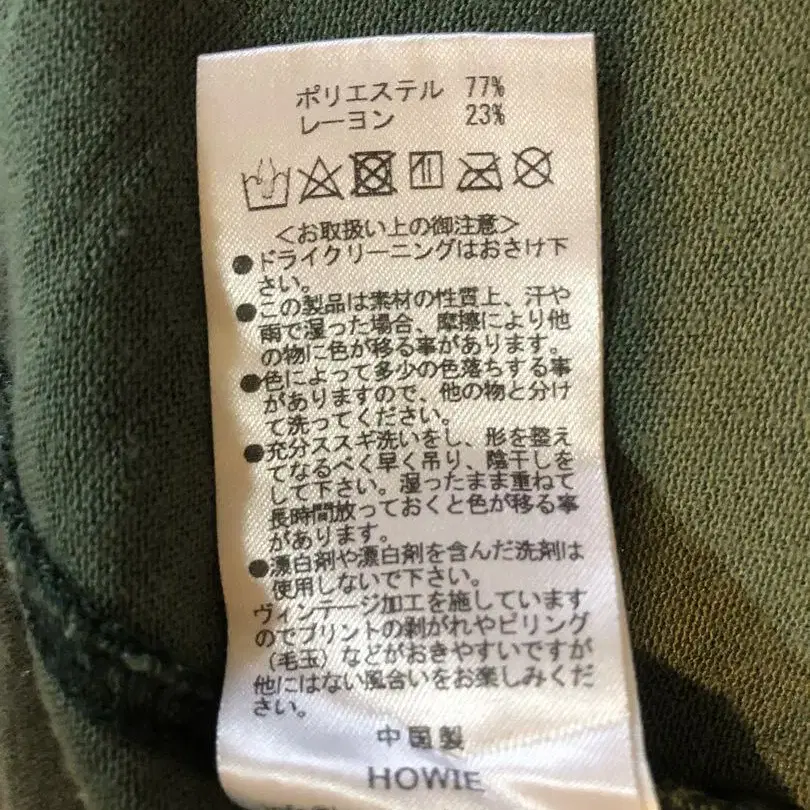 ポリエステル 77%
レーヨン 23%
<お取扱い上の御注意>
●ドライクリーニングはおさけ下
さい。
●この製品は素材の性質上、汗や
雨で湿った場合、摩擦により他
の物に色が移る事があります。
●色によって多少の色落ちする事
がありますので、他の物と分け
て洗ってください。
●充分ススギ洗いをし、形を整え
てなるべく早く吊り、陰干しを
して下さい。湿ったまま重ねて
長時間放っておくと色が移る事
があります。
●漂白剤や漂白剤を含んだ洗剤は
使用しないで下さい。
ヴィンテージ加工を施しています
のでプリントの剥がれやピリング
(毛玉)などがおきやすいですが
他にはない風合いをお楽しみくだ
さい。
中国製
HOWIE